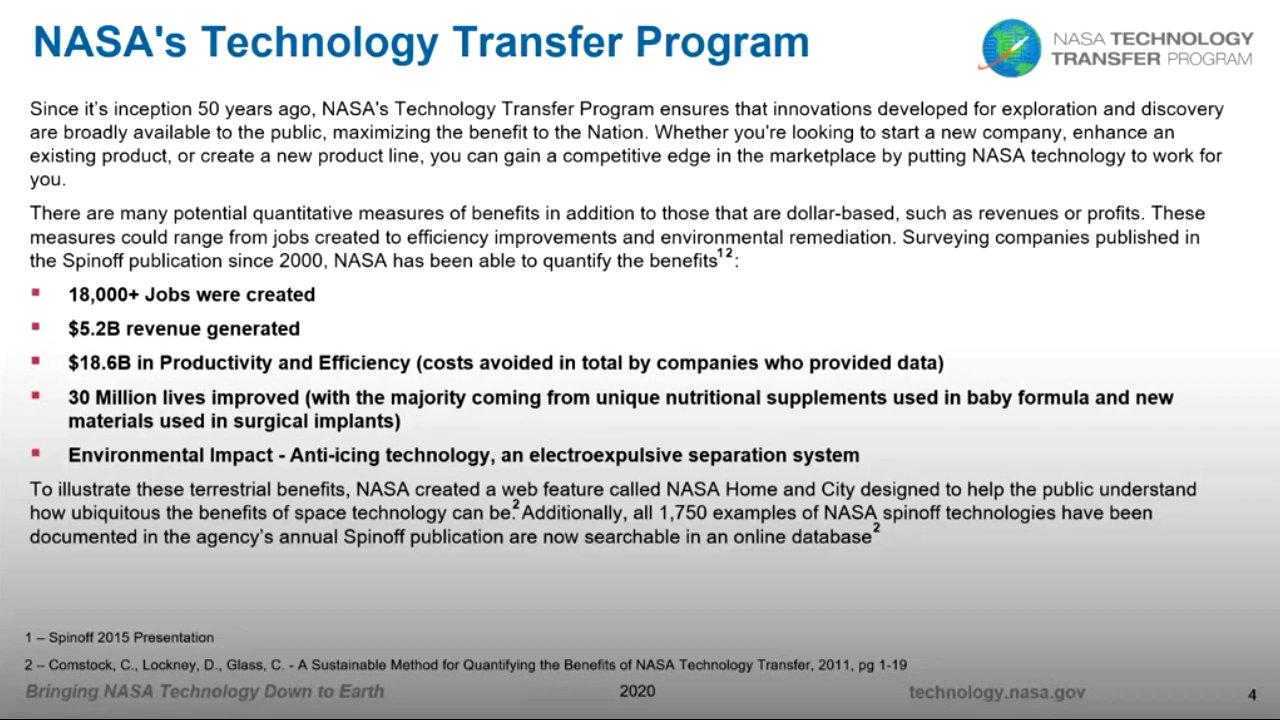 NASA's Technology Transfer Program
NASA TECHNOLOGY
TRANSFER PROGRAM
Since it's inception 50 years ago, NASA's Technology Transfer Program ensures that innovations developed for exploration and discovery
are broadly available to the public, maximizing the benefit to the Nation. Whether you're looking to start a new company, enhance an
existing product, or create a new product line, you can gain a competitive edge in the marketplace by putting NASA technology to work for
you.
There are many potential quantitative measures of benefits in addition to those that are dollar-based, such as revenues or profits. These
measures could range from jobs created to efficiency improvements and environmental remediation. Surveying companies published in
the Spinoff publication since 2000, NASA has been able to quantify the benefits1 2:
▪ 18,000+ Jobs were created
▪ $5.2B revenue generated
▪ $18.6B in Productivity and Efficiency (costs avoided in total by companies who provided data)
▪ 30 Million lives improved (with the majority coming from unique nutritional supplements used in baby formula and new
materials used in surgical implants)
▪ Environmental Impact - Anti-icing technology, an electroexpulsive separation system
To illustrate these terrestrial benefits, NASA created a web feature called NASA Home and City designed to help the public understand
how ubiquitous the benefits of space technology can be.2 Additionally, all 1,750 examples of NASA spinoff technologies have been
documented in the agency's annual Spinoff publication are now searchable in an online database2
1 – Spinoff 2015 Presentation
2 – Comstock, C., Lockney, D., Glass, C. - A Sustainable Method for Quantifying the Benefits of NASA Technology Transfer, 2011, pg 1-19
Bringing NASA Technology Down to Earth 2020 technology.nasa.gov 4